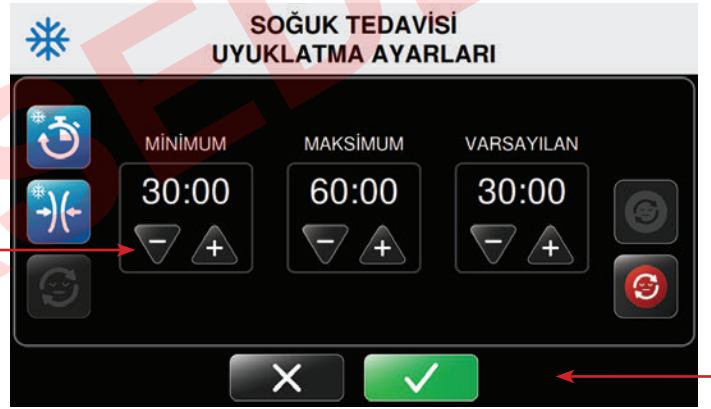 SOĞUK TEDAVİSİ
UYUKLATMA AYARLARI
MİNİMUM MAKSİMUM VARSAYILAN
30:00 60:00 30:00
− + − + − +